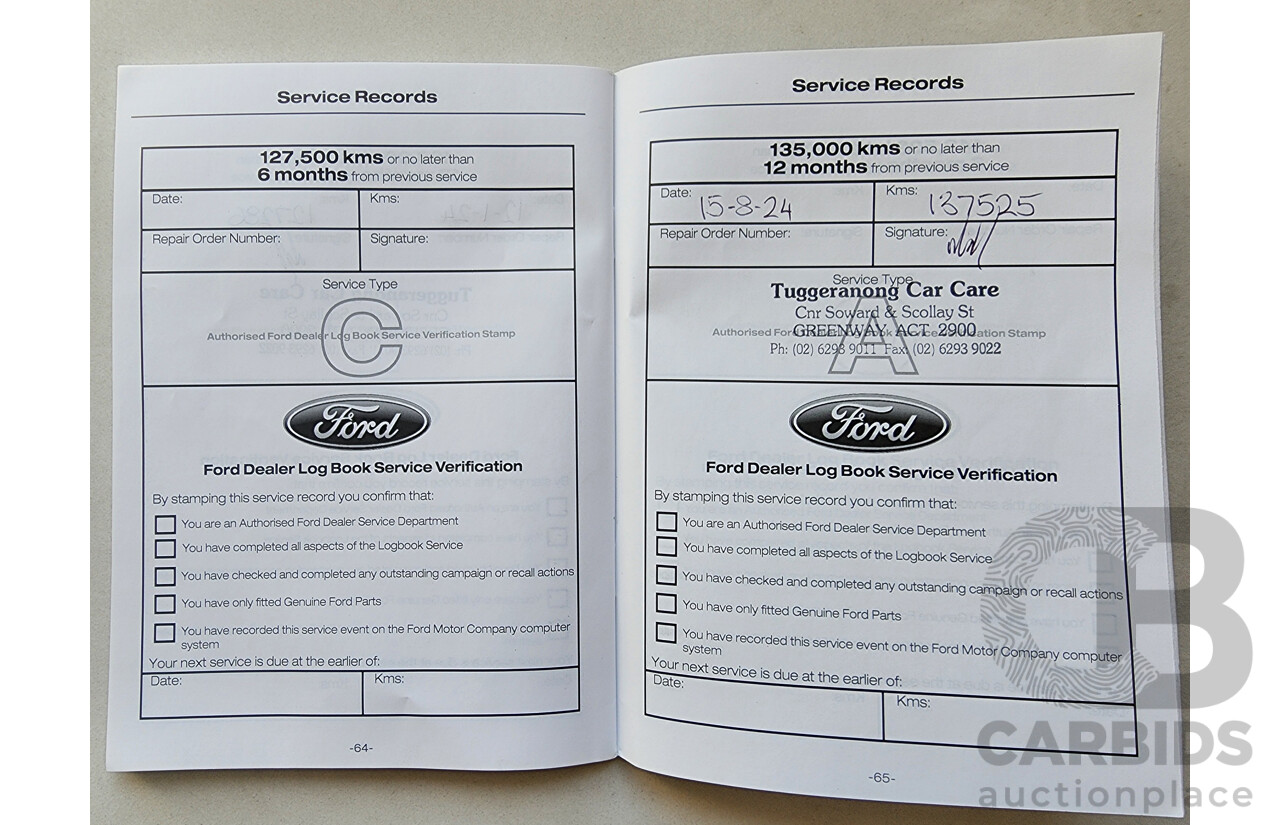 Service Records
127,500 kms or no later than
6 months from previous service
Date:
Kms:
Repair Order Number:
Signature:
Service Type
C
Authorised Ford Dealer Log Book Service Verification Stamp
Ford
Ford Dealer Log Book Service Verification
By stamping this service record you confirm that:
You are an Authorised Ford Dealer Service Department
You have completed all aspects of the Logbook Service
You have checked and completed any outstanding campaign or recall actions
You have only fitted Genuine Ford Parts
You have recorded this service event on the Ford Motor Company computer
system
Your next service is due at the earlier of:
Date:
Kms:
-64-
Service Records
135,000 kms or no later than
12 months from previous service
Date: 15-8-24
Kms: 137525
Repair Order Number:
Signature:
Service Type
Tuggeranong Car Care
Cnr Soward & Scollay St
GREENWAY ACT 2900
Ph: (02) 6293 9011 Fax: (02) 6293 9022
A
Authorised Ford Dealer Log Book Service Verification Stamp
Ford
Ford Dealer Log Book Service Verification
By stamping this service record you confirm that:
You are an Authorised Ford Dealer Service Department
You have completed all aspects of the Logbook Service
You have checked and completed any outstanding campaign or recall actions
You have only fitted Genuine Ford Parts
You have recorded this service event on the Ford Motor Company computer
system
Your next service is due at the earlier of:
Date:
Kms:
-65-
CB
CARBIDS
auctionplace